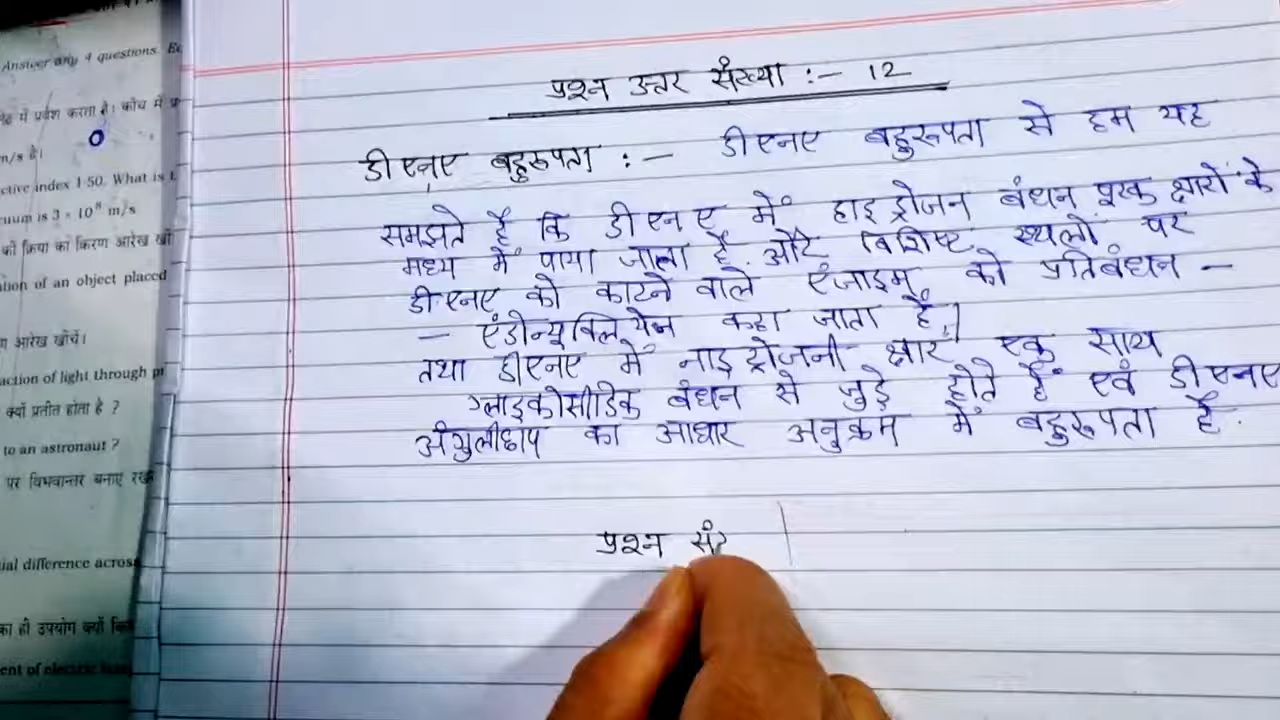 Answer any 4 questions.
में प्रवेश करता है। काँच में
m/s है।
ctive index 1·50. What is t
uum is 3 × 10⁸ m/s
की क्रिया का किरण आरेख खीं
tion of an object placed
आरेख खींचें।
action of light through pr
क्यों प्रतीत होता है ?
to an astronaut ?
पर विभवान्तर बनाए रख
ial difference across
का ही उपयोग क्यों कि
ent of electric
प्रश्न उत्तर संख्या :- 12
डीएनए बहुरूपता :- डीएनए बहुरूपता से हम यह
समझते है कि डीएनए में हाइड्रोजन बंधन पूरक क्षारों के
मध्य में पाया जाता है. और विशिष्ट स्थलों पर
डीएनए को काटने वाले एंजाइम को प्रतिबंधन -
- एंडोन्यूक्लियेज कहा जाता है।
तथा डीएनए में नाइट्रोजनी क्षार, एक साथ
ग्लाइकोसीडिक बंधन से जुड़े होते है एवं डीएनए
अंगुलीछाप का आधार अनुक्रम में बहुरूपता है.
प्रश्न सं